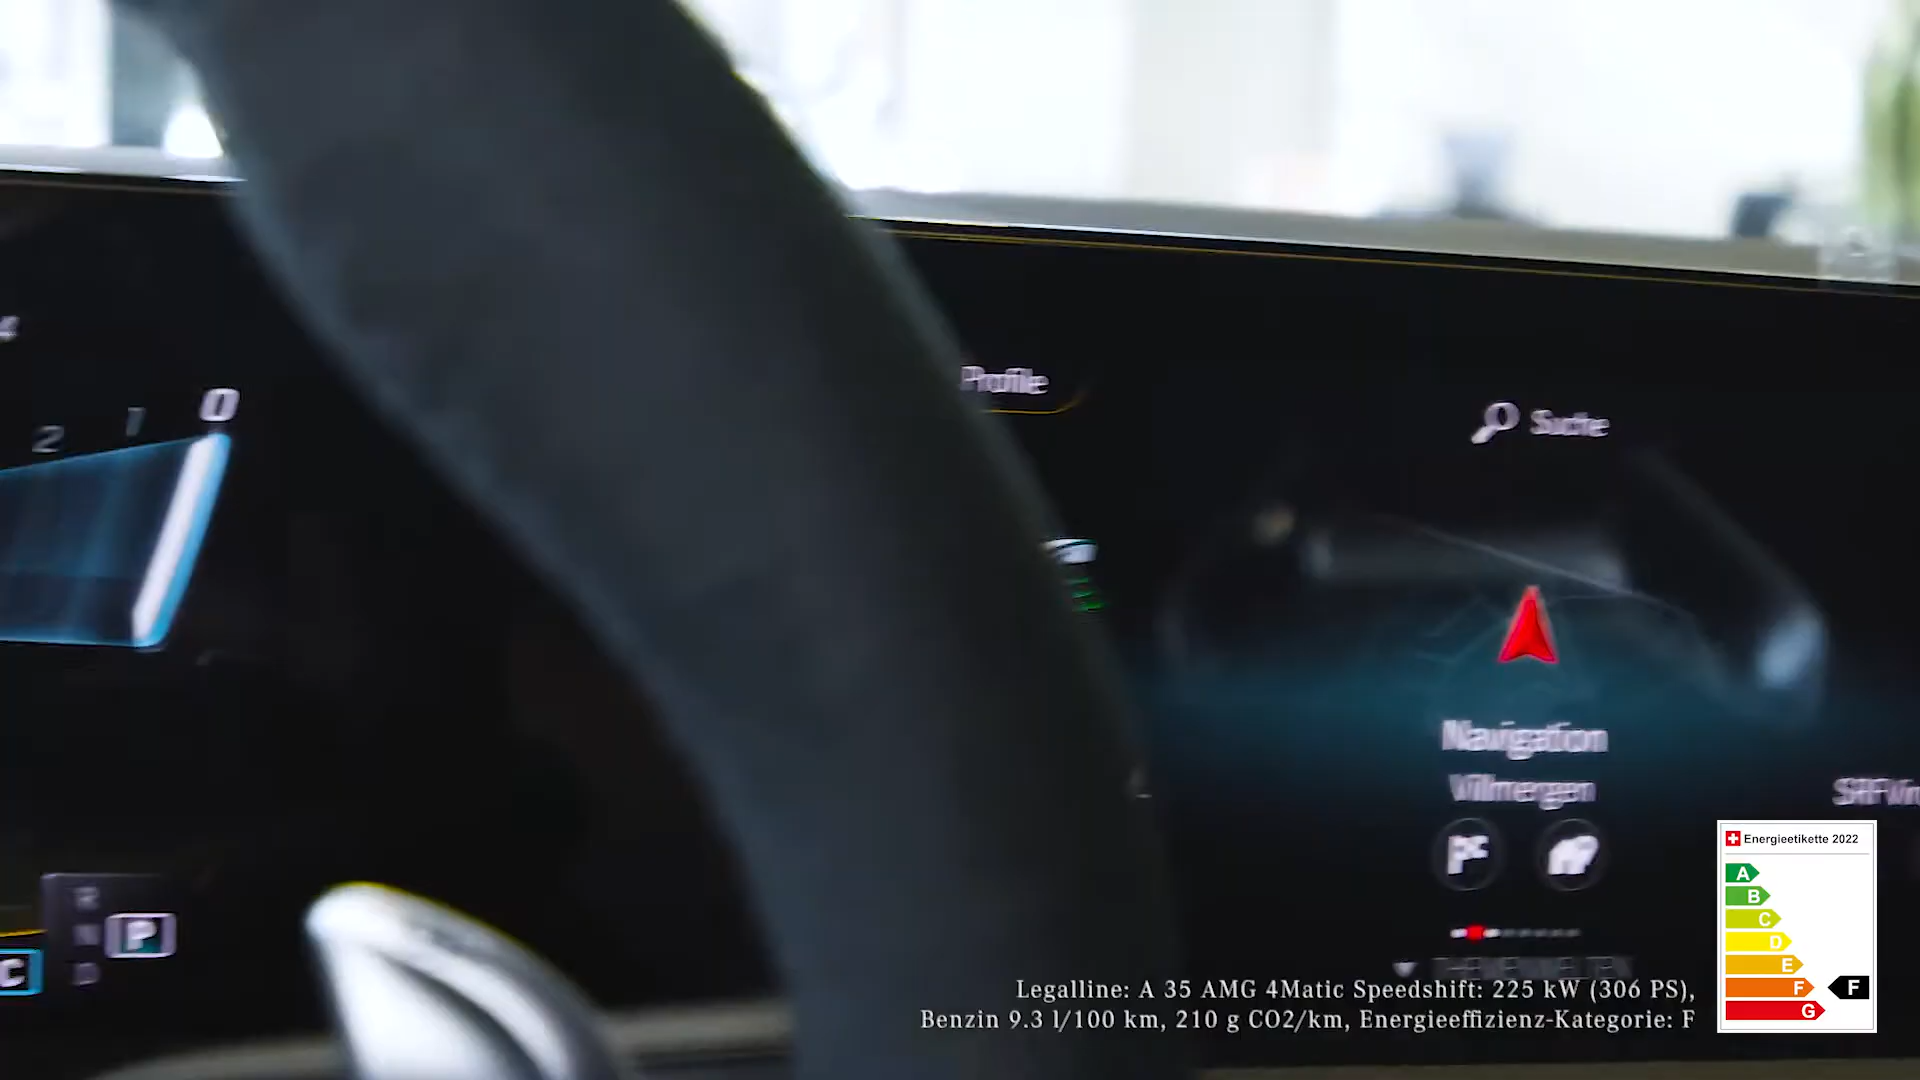 2 1 0
Profile
Suche
Navigation
Villmergen
R
N
D
P
C
Energieetikette 2022
A
B
C
D
E
F
G
F
Legalline: A 35 AMG 4Matic Speedshift: 225 kW (306 PS),
Benzin 9.3 l/100 km, 210 g CO2/km, Energieeffizienz-Kategorie: F